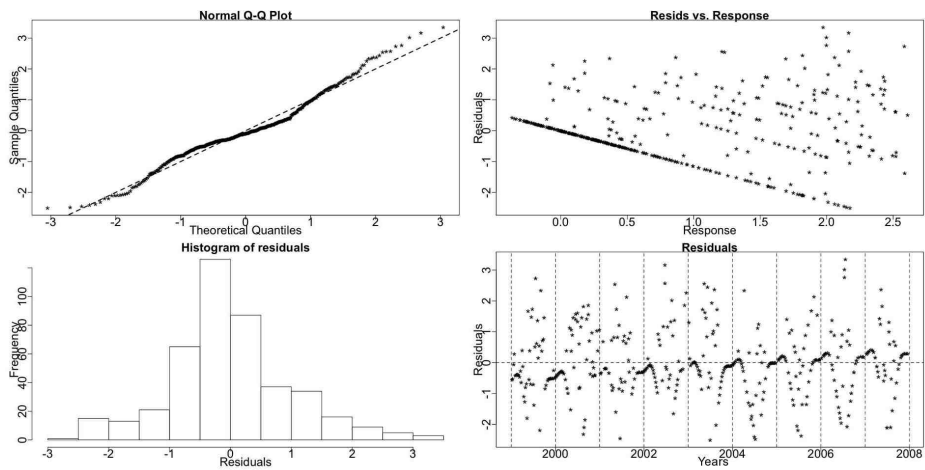 Normal Q-Q Plot
Sample Quantiles
-2 -1 0 1 2 3
-3 -2 -1 0 1 2 3
Theoretical Quantiles
Resids vs. Response
Residuals
-2 -1 0 1 2 3
0.0 0.5 1.0 1.5 2.0 2.5
Response
Histogram of residuals
Frequency
0 20 40 60 80 100
-3 -2 -1 0 1 2 3
Residuals
Residuals
Residuals
-2 -1 0 1 2 3
2000 2002 2004 2006 2008
Years